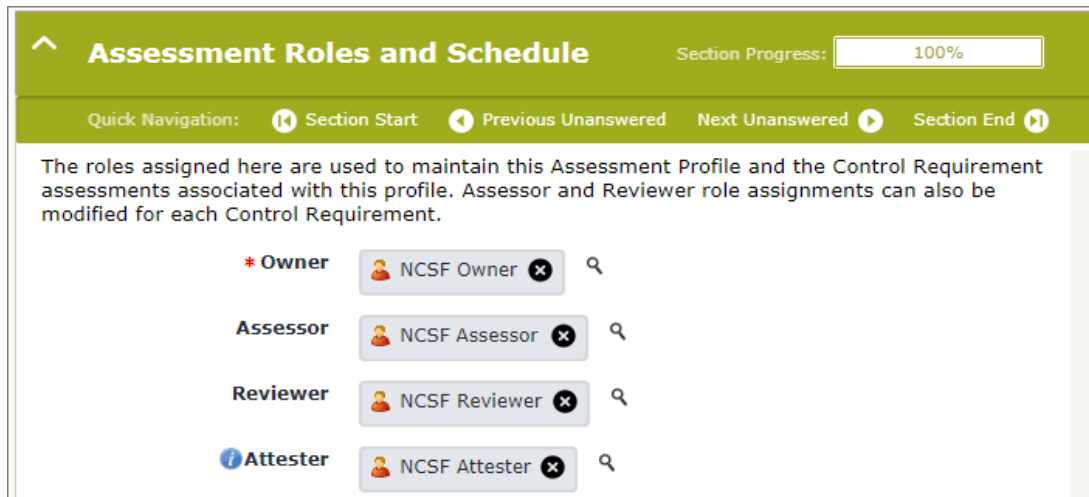 Assessment Roles and Schedule Section Progress: 100%
Quick Navigation: Section Start Previous Unanswered Next Unanswered Section End
The roles assigned here are used to maintain this Assessment Profile and the Control Requirement
assessments associated with this profile. Assessor and Reviewer role assignments can also be
modified for each Control Requirement.
* Owner NCSF Owner
Assessor NCSF Assessor
Reviewer NCSF Reviewer
Attester NCSF Attester